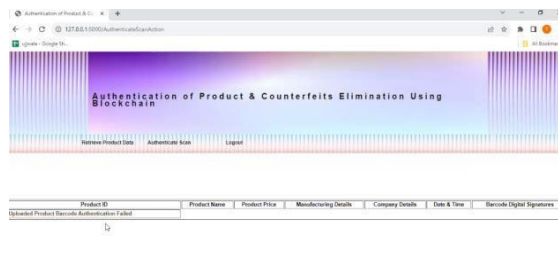 Authentication of Product & Co
127.0.0.1:5000/AuthenticateScanAction
All Bookmar
Authentication of Product & Counterfeits Elimination Using
Blockchain
Retrieve Product Data Authenticate Scan Logout
Product ID Product Name Product Price Manufacturing Details Company Details Date & Time Barcode Digital Signatures
Uploaded Product Barcode Authentication Failed